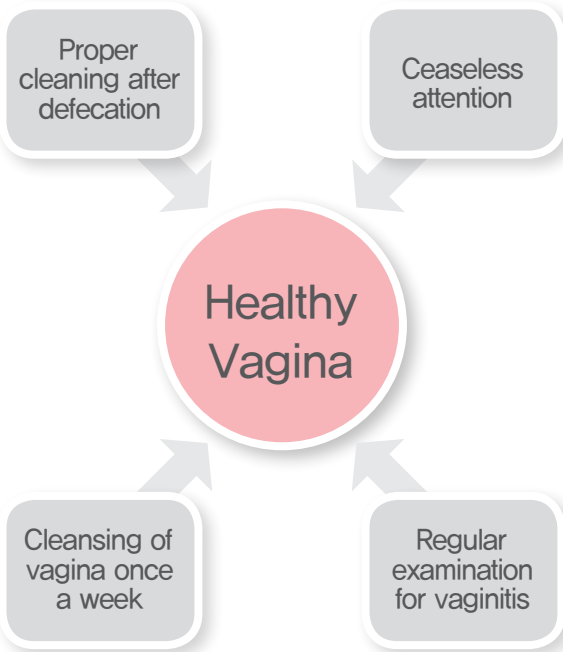 Proper
cleaning after
defecation
Ceaseless
attention
Healthy
Vagina
Cleansing of
vagina once
a week
Regular
examination
for vaginitis